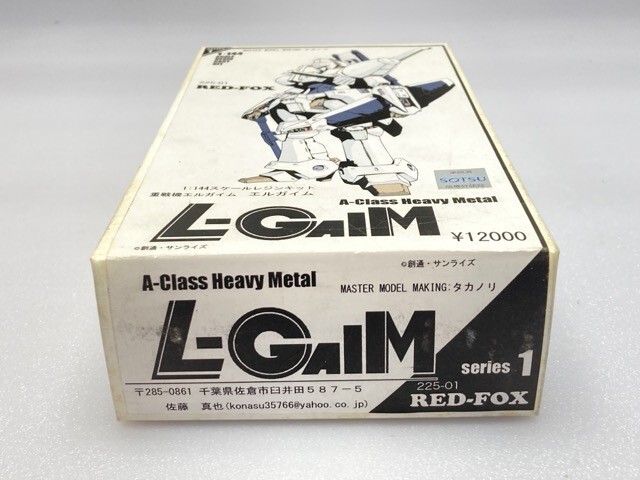 225-01
RED-FOX
1:144スケールレジンキット
重戦機エルガイム エルガイム
SOTSU
A-Class Heavy Metal
L-GAIM
¥12000
©創通・サンライズ
©創通・サンライズ
A-Class Heavy Metal
MASTER MODEL MAKING:タカノリ
L-GAIM
series 1
〒285-0861 千葉県佐倉市臼井田587-5
225-01
佐藤 真也(konasu35766@yahoo.co.jp)
RED-FOX